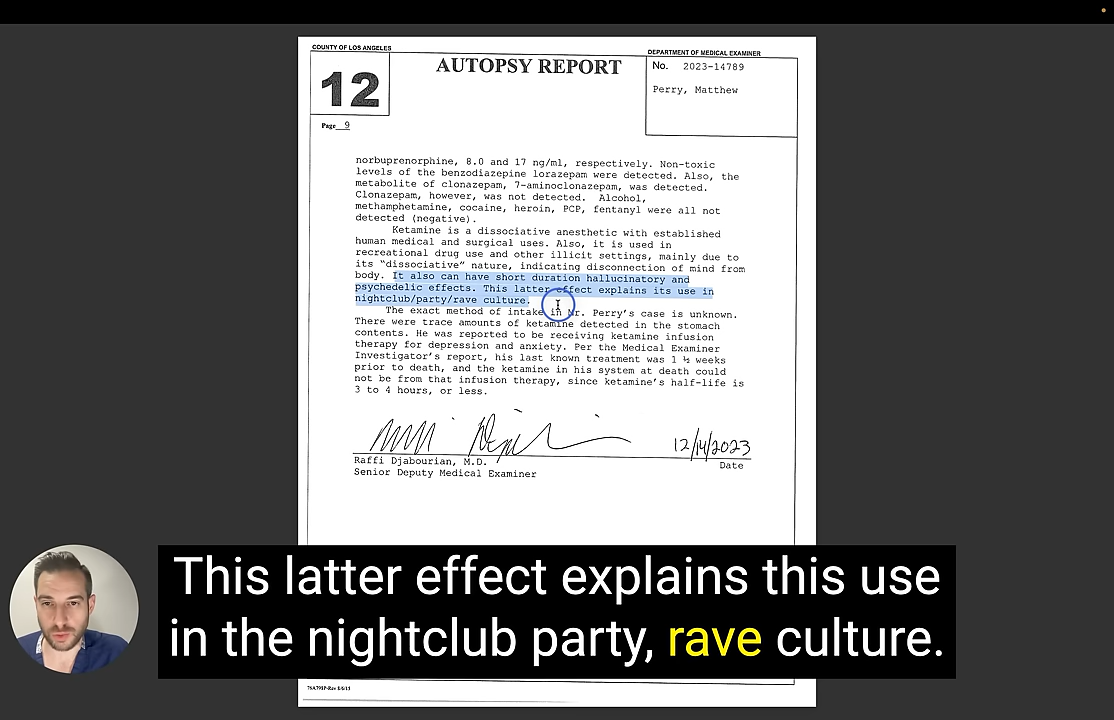 COUNTY OF LOS ANGELES
DEPARTMENT OF MEDICAL EXAMINER
12
AUTOPSY REPORT
No. 2023-14789
Perry, Matthew
Page 9
norbuprenorphine, 8.0 and 17 ng/ml, respectively. Non-toxic
levels of the benzodiazepine lorazepam were detected. Also, the
metabolite of clonazepam, 7-aminoclonazepam, was detected.
Clonazepam, however, was not detected. Alcohol,
methamphetamine, cocaine, heroin, PCP, fentanyl were all not
detected (negative).
Ketamine is a dissociative anesthetic with established
human medical and surgical uses. Also, it is used in
recreational drug use and other illicit settings, mainly due to
its “dissociative” nature, indicating disconnection of mind from
body. It also can have short duration hallucinatory and
psychedelic effects. This latter effect explains its use in
nightclub/party/rave culture.
The exact method of intake in Mr. Perry’s case is unknown.
There were trace amounts of ketamine detected in the stomach
contents. He was reported to be receiving ketamine infusion
therapy for depression and anxiety. Per the Medical Examiner
Investigator’s report, his last known treatment was 1 ½ weeks
prior to death, and the ketamine in his system at death could
not be from that infusion therapy, since ketamine’s half-life is
3 to 4 hours, or less.
12/14/2023
Raffi Djabourian, M.D.
Date
Senior Deputy Medical Examiner
This latter effect explains this use
in the nightclub party, rave culture.